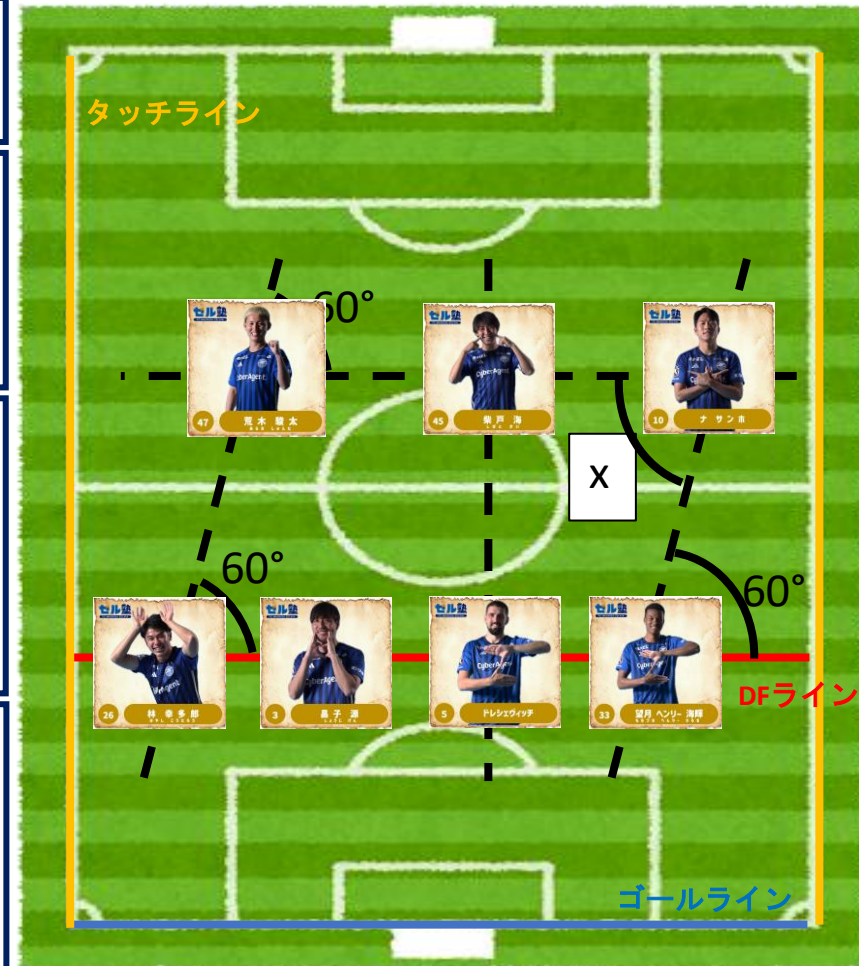 タッチライン
60°
セル塾
セル塾
セル塾
CyberAgent
CyberAgent
47 荒木 駿太
45 柴戸 海
10 ナ サンホ
x
60°
60°
セル塾
セル塾
セル塾
セル塾
CyberAgent
26 林 幸多郎
3 昌子 源
5 ドレシェヴィッチ
33 望月 ヘンリー 海輝
DFライン
ゴールライン